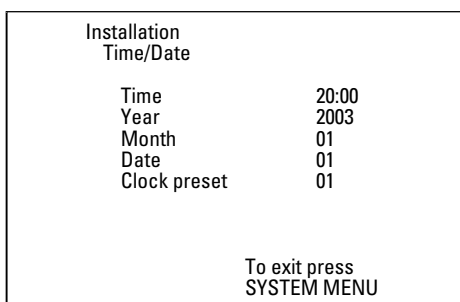 Installation
Time/Date
Time 20:00
Year 2003
Month 01
Date 01
Clock preset 01
To exit press
SYSTEM MENU